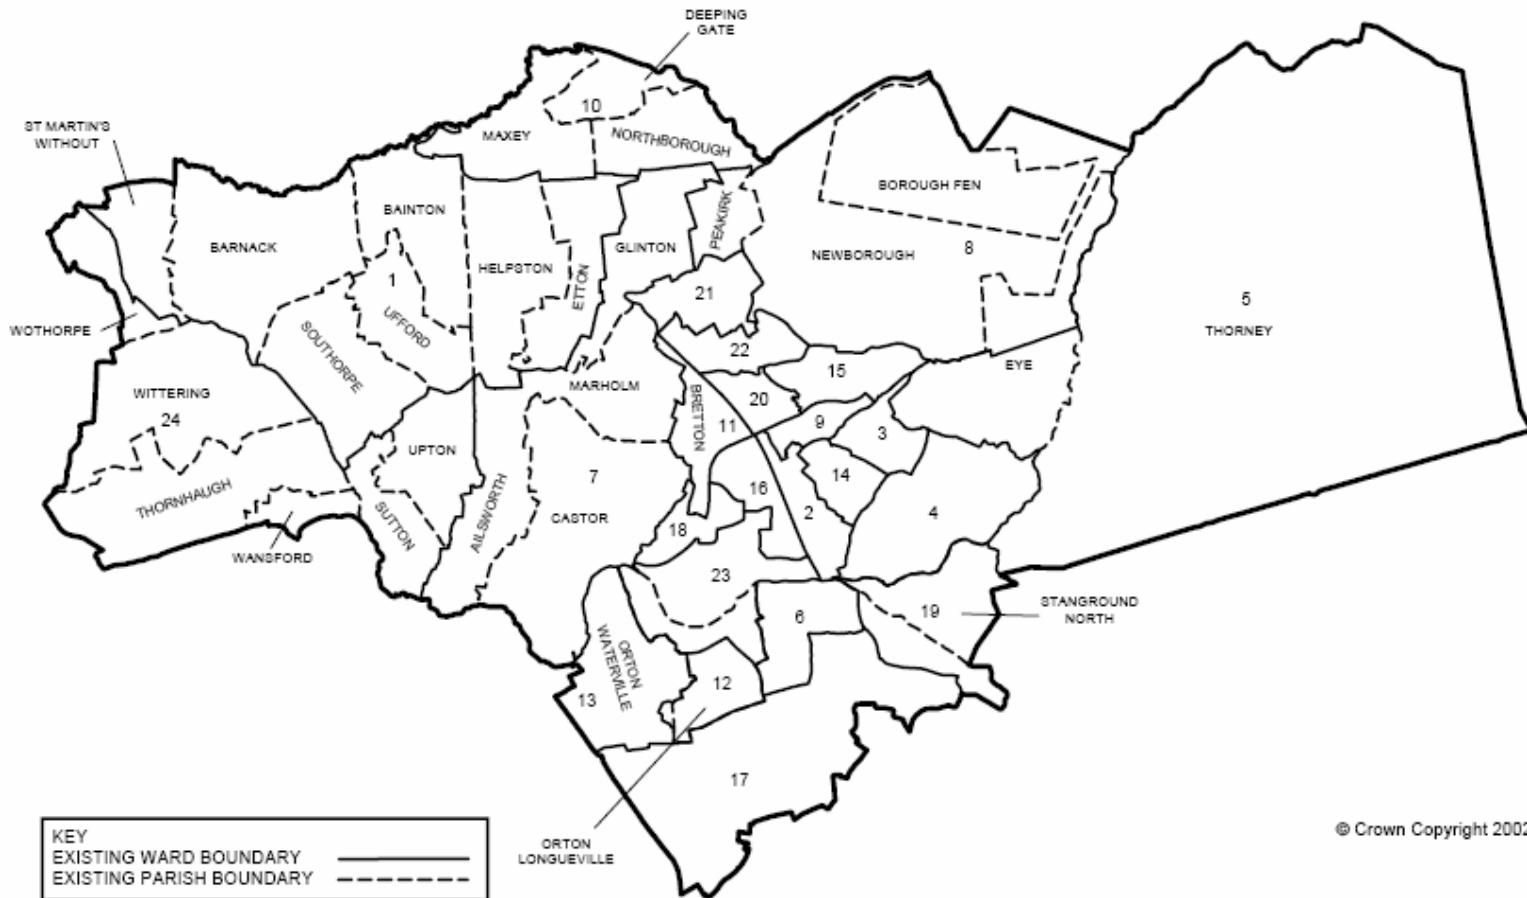 DEEPING
GATE
ST MARTIN'S
WITHOUT
10
MAXEY
NORTHBOROUGH
BAINTON
BARNACK
HELPSTON
ETTON
GLINTON
PEAKIRK
BOROUGH FEN
NEWBOROUGH
8
1
UFFORD
21
5
THORNEY
WOTHORPE
SOUTHORPE
22
15
EYE
MARHOLM
WITTERING
24
BRETTON
20
11
9
3
UPTON
7
14
THORNHAUGH
16
CASTOR
AILSWORTH
SUTTON
18
2
4
WANSFORD
23
6
19
STANGROUND
NORTH
ORTON
WATERVILLE
12
13
17
ORTON
LONGUEVILLE
KEY
EXISTING WARD BOUNDARY
EXISTING PARISH BOUNDARY
© Crown Copyright 2002